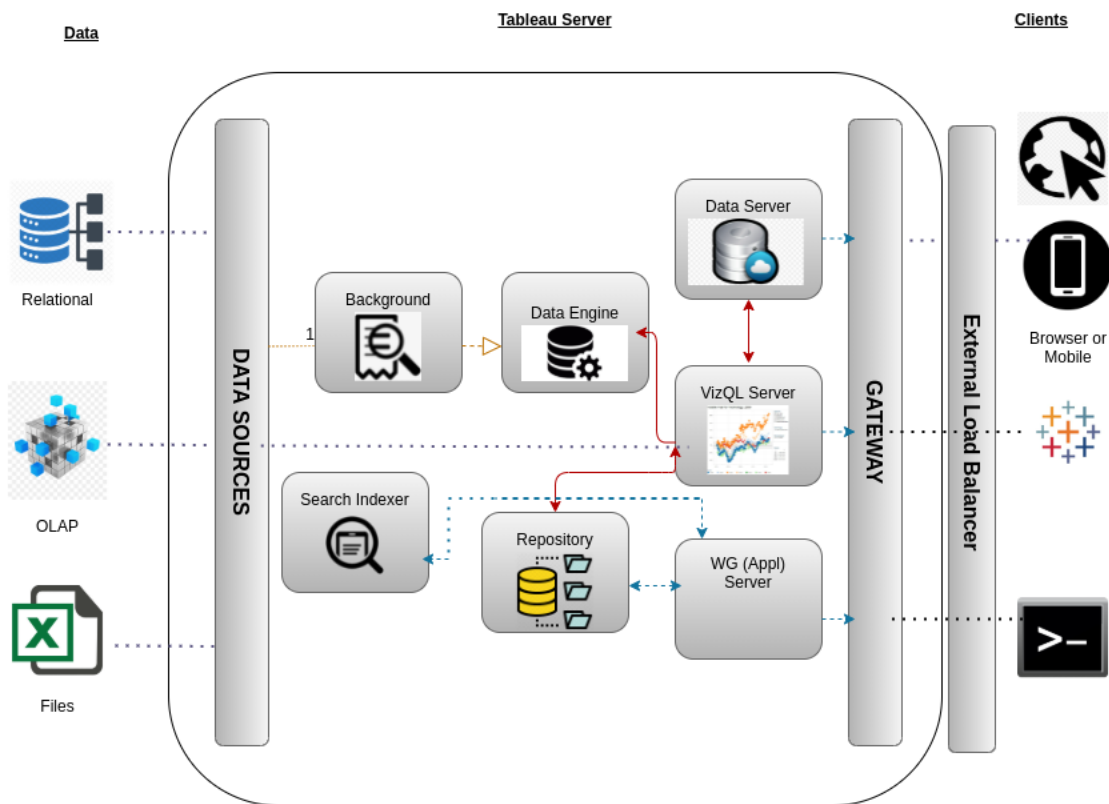 Data
Tableau Server
Clients
Relational
OLAP
Files
DATA SOURCES
1
Background
Data Engine
Data Server
VizQL Server
Search Indexer
Repository
WG (Appl)
Server
GATEWAY
External Load Balancer
Browser or
Mobile
X
>–